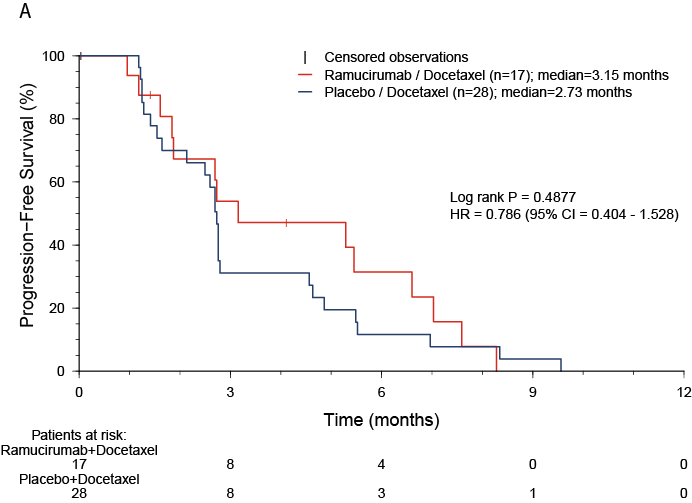 A
Progression–Free Survival (%)
100
80
60
40
20
0
Censored observations
Ramucirumab / Docetaxel (n=17); median=3.15 months
Placebo / Docetaxel (n=28); median=2.73 months
Log rank P = 0.4877
HR = 0.786 (95% CI = 0.404 - 1.528)
0 3 6 9 12
Time (months)
Patients at risk:
Ramucirumab+Docetaxel
17 8 4 0 0
Placebo+Docetaxel
28 8 3 1 0